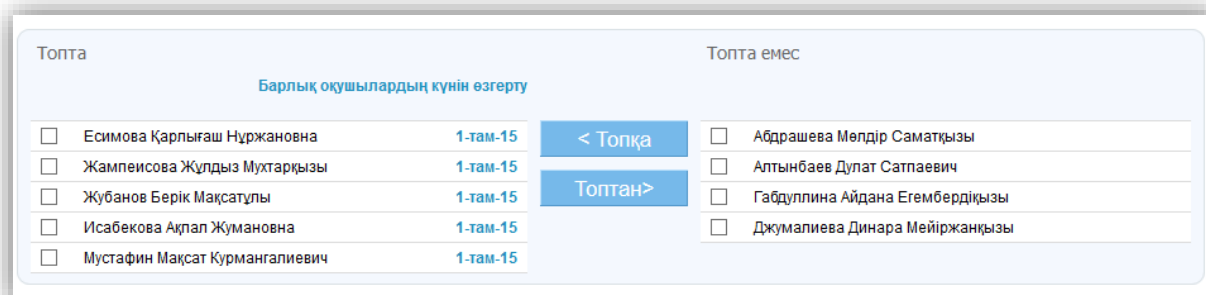 Топта
Топта емес
Барлық оқушылардың күнін өзгерту
Есимова Қарлығаш Нұржановна 1-там-15
Жампеисова Жұлдыз Мухтарқызы 1-там-15
Жубанов Берік Мақсатұлы 1-там-15
Исабекова Ақпал Жумановна 1-там-15
Мустафин Мақсат Курмангалиевич 1-там-15
< Топқа
Топтан>
Абдрашева Мөлдір Саматқызы
Алтынбаев Дулат Сатпаевич
Габдуллина Айдана Егембердіқызы
Джумалиева Динара Мейіржанқызы